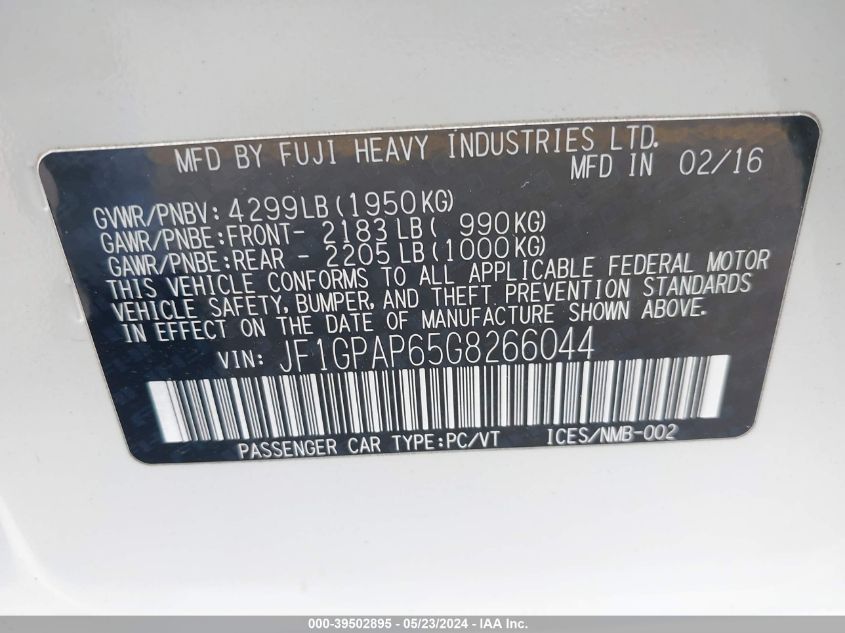 MFD BY FUJI HEAVY INDUSTRIES LTD.
MFD IN 02/16
GVWR/PNBV: 4299LB(1950KG)
GAWR/PNBE:FRONT- 2183LB( 990KG)
GAWR/PNBE:REAR - 2205LB(1000KG)
THIS VEHICLE CONFORMS TO ALL APPLICABLE FEDERAL MOTOR
VEHICLE SAFETY, BUMPER, AND THEFT PREVENTION STANDARDS
IN EFFECT ON THE DATE OF MANUFACTURE SHOWN ABOVE.
VIN: JF1GPAP65G8266044
PASSENGER CAR TYPE:PC/VT ICES/NMB-002
000-39502895 - 05/23/2024 - IAA Inc.